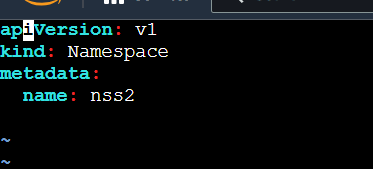 apiVersion: v1
kind: Namespace
metadata:
  name: nss2
~
~